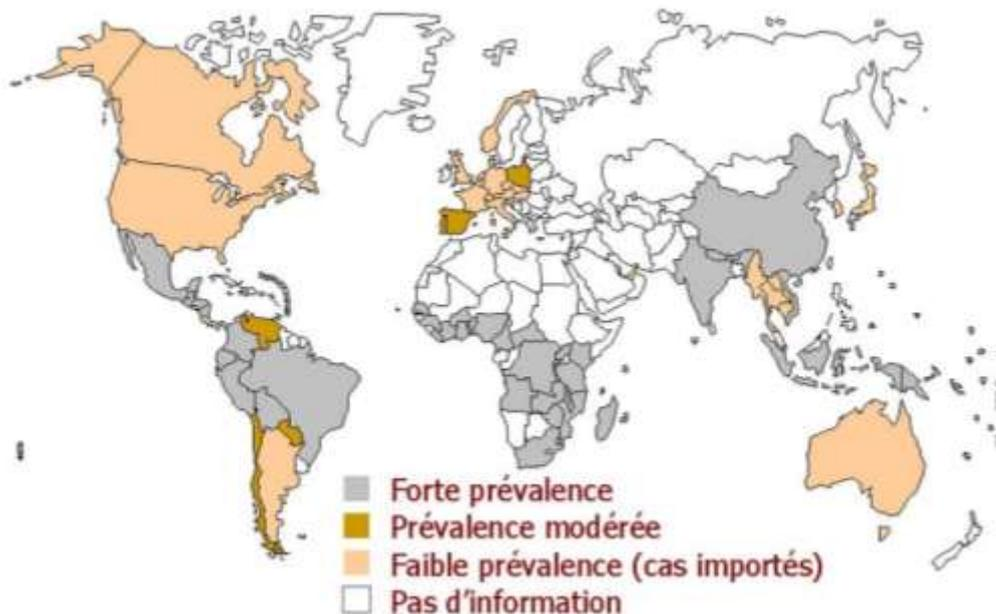 Forte prévalence
Prévalence modérée
Faible prévalence (cas importés)
Pas d'information